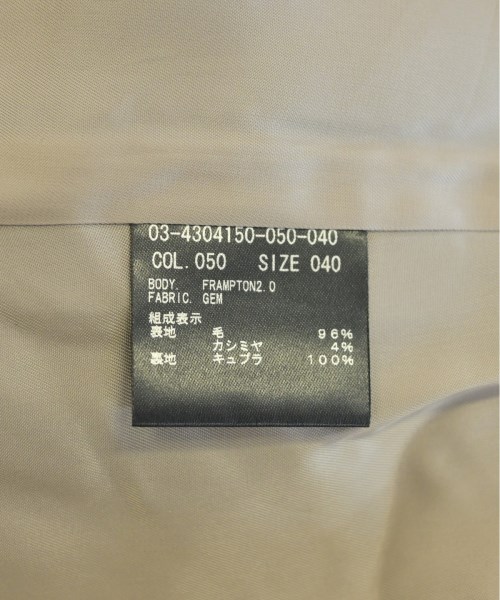 03-4304150-050-040
COL. 050 SIZE 040
BODY. FRAMPTON2.0
FABRIC. GEM
組成表示
表地 毛 96%
カシミヤ 4%
裏地 キュプラ 100%